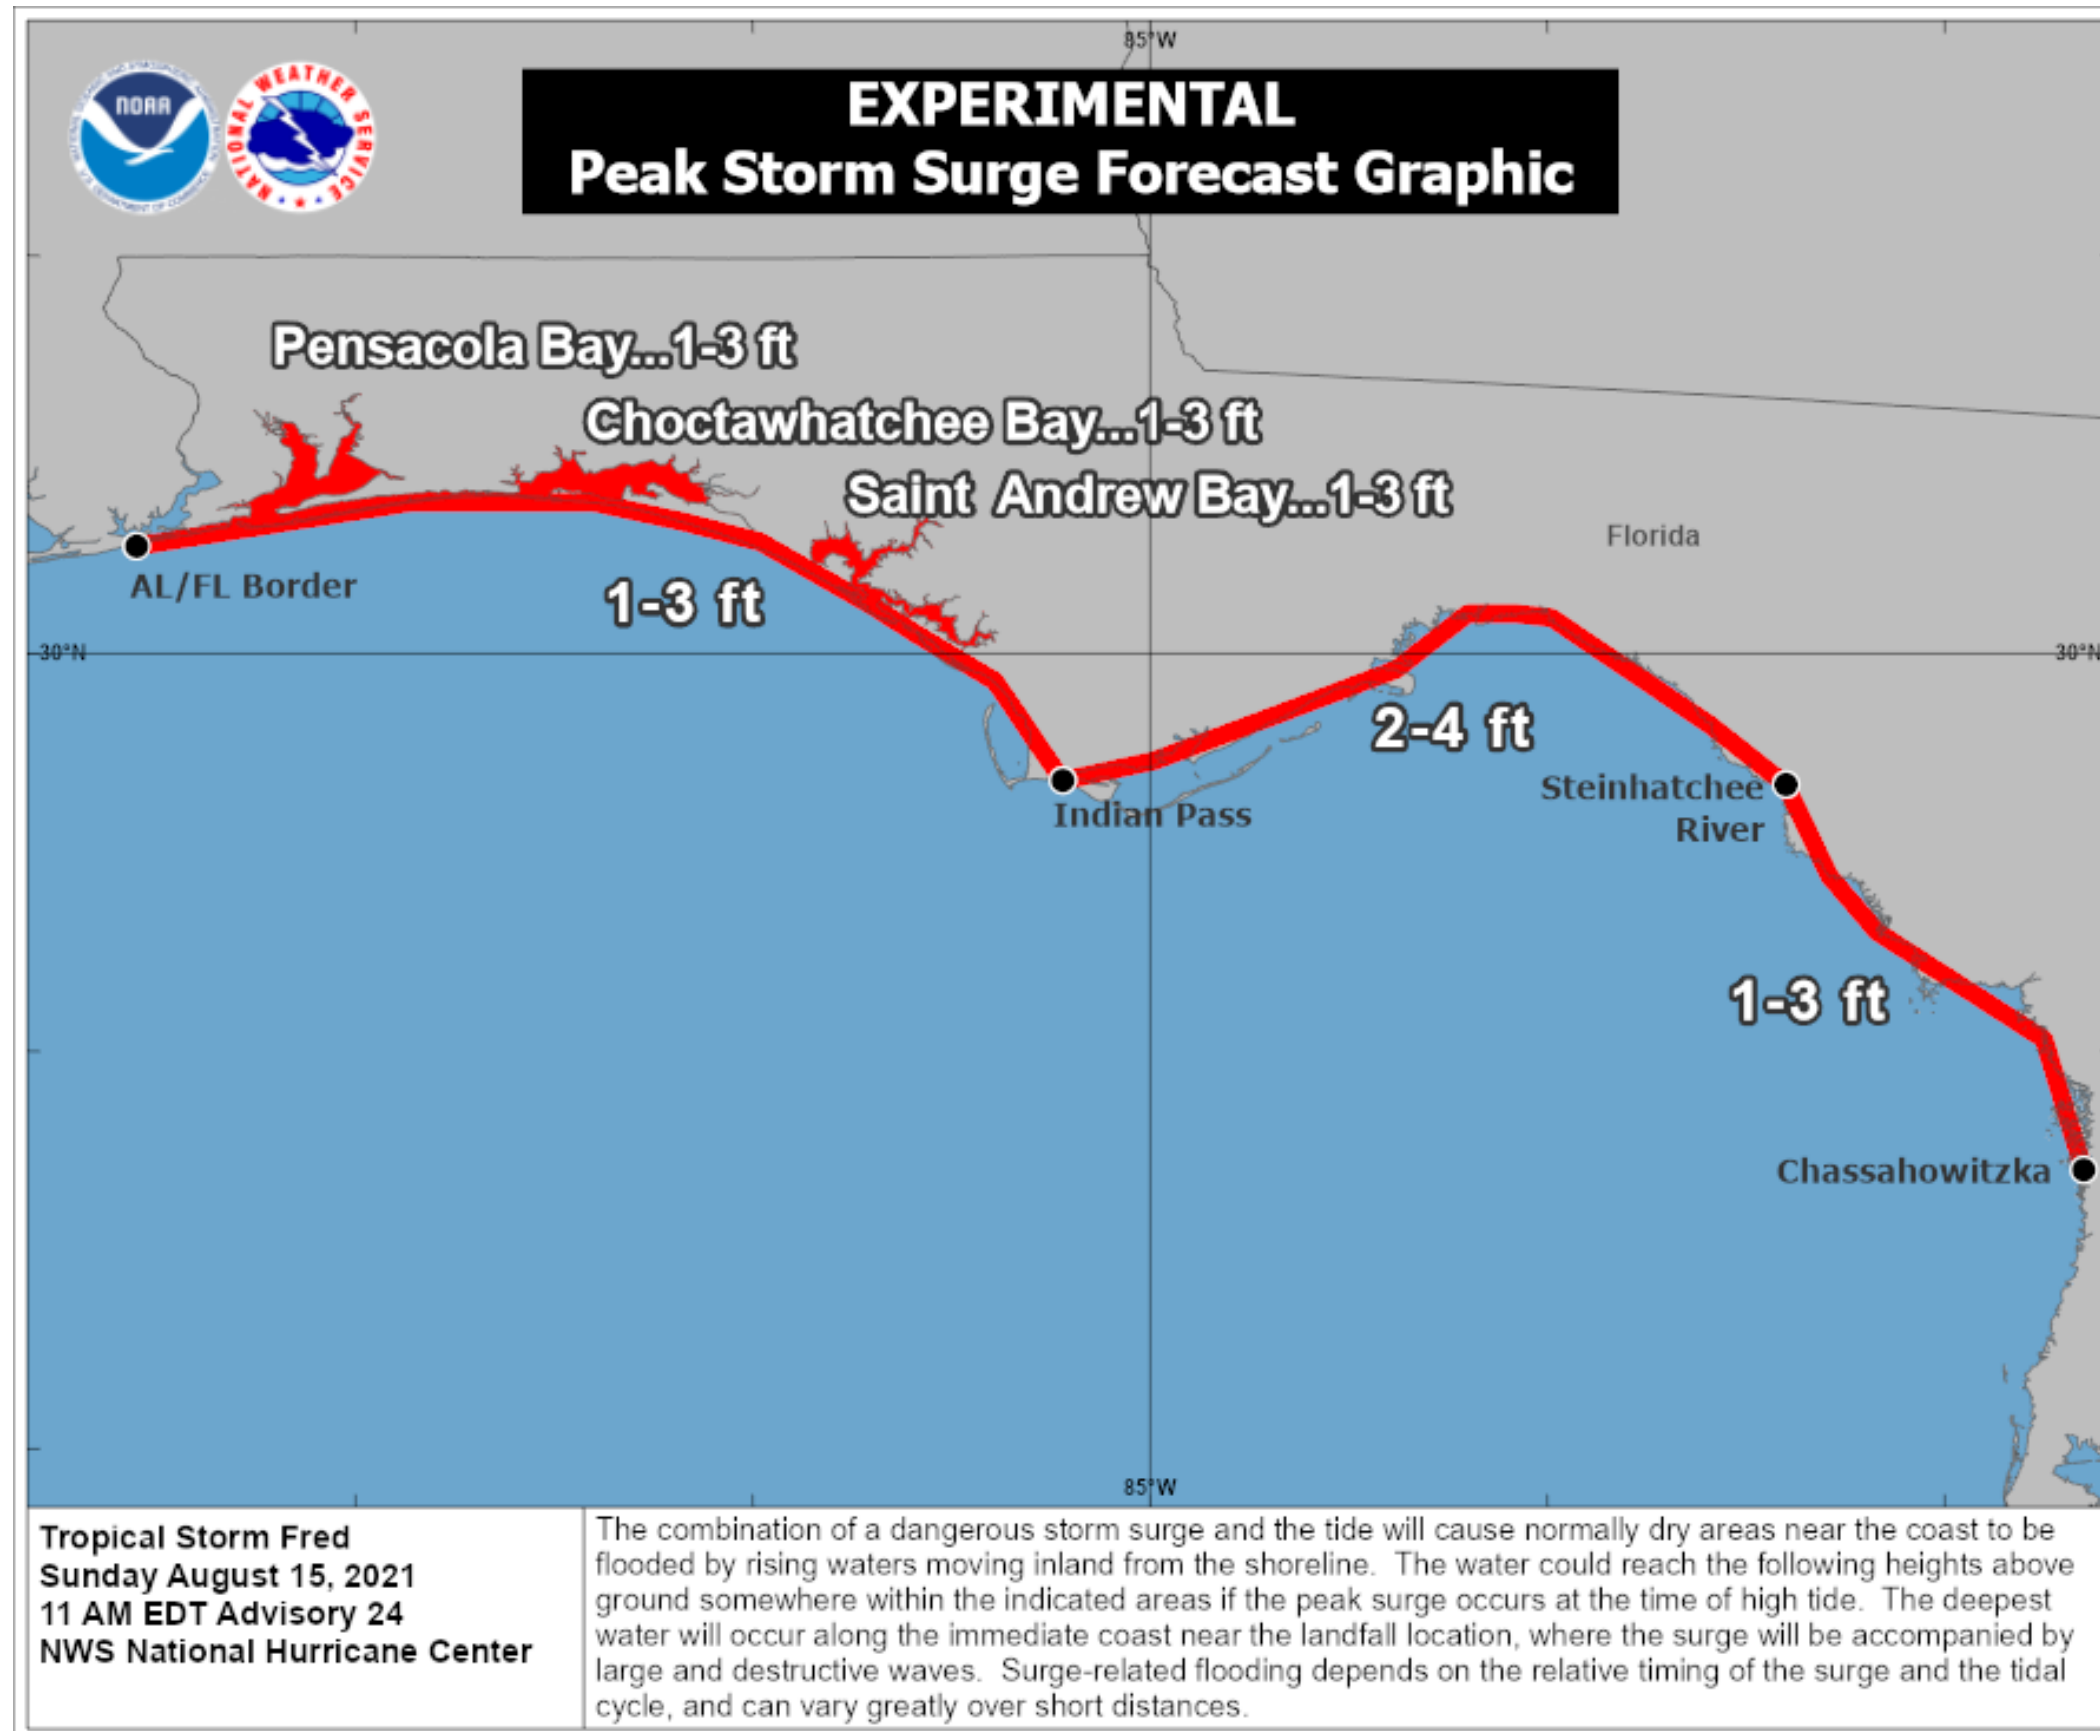 85°W
NOAA
NATIONAL WEATHER SERVICE
EXPERIMENTAL
Peak Storm Surge Forecast Graphic
Pensacola Bay...1-3 ft
Choctawhatchee Bay...1-3 ft
Saint Andrew Bay...1-3 ft
Florida
AL/FL Border
1-3 ft
30°N
30°N
2-4 ft
Steinhatchee
River
Indian Pass
1-3 ft
Chassahowitzka
85°W
Tropical Storm Fred
Sunday August 15, 2021
11 AM EDT Advisory 24
NWS National Hurricane Center
The combination of a dangerous storm surge and the tide will cause normally dry areas near the coast to be
flooded by rising waters moving inland from the shoreline. The water could reach the following heights above
ground somewhere within the indicated areas if the peak surge occurs at the time of high tide. The deepest
water will occur along the immediate coast near the landfall location, where the surge will be accompanied by
large and destructive waves. Surge-related flooding depends on the relative timing of the surge and the tidal
cycle, and can vary greatly over short distances.